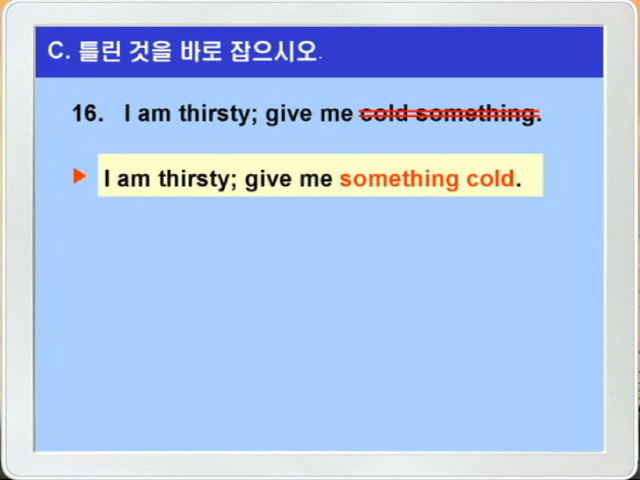 C. 틀린 것을 바로 잡으시오.
16. I am thirsty; give me cold something.
I am thirsty; give me something cold.